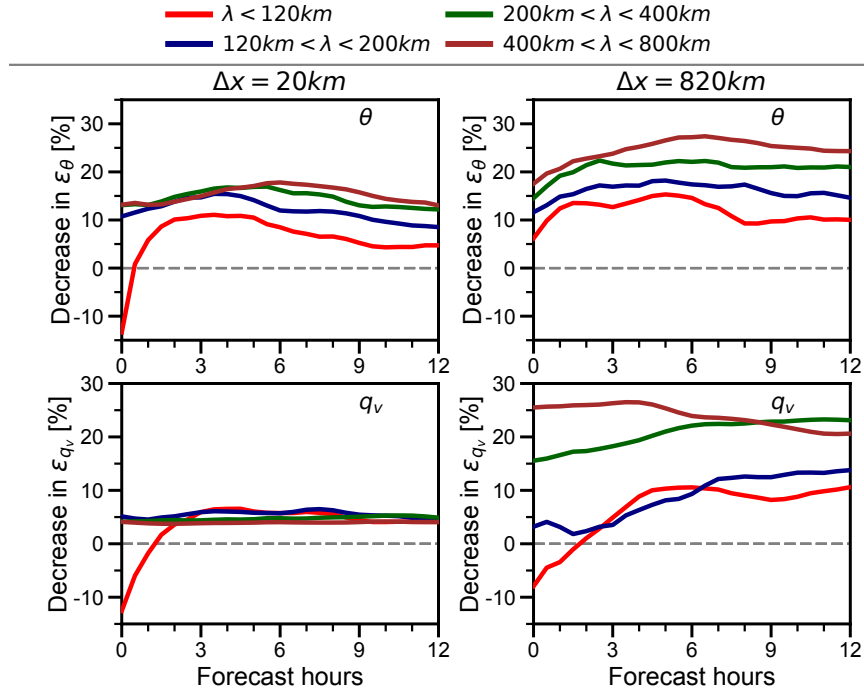 λ < 120km
200km < λ < 400km
120km < λ < 200km
400km < λ < 800km
Δx = 20km
Δx = 820km
θ
θ
Decrease in ε_θ [%]
30
20
10
0
-10
0 3 6 9 12
Decrease in ε_θ [%]
30
20
10
0
-10
0 3 6 9 12
q_v
q_v
Decrease in ε_{q_v} [%]
30
20
10
0
-10
0 3 6 9 12
Forecast hours
Decrease in ε_{q_v} [%]
30
20
10
0
-10
0 3 6 9 12
Forecast hours